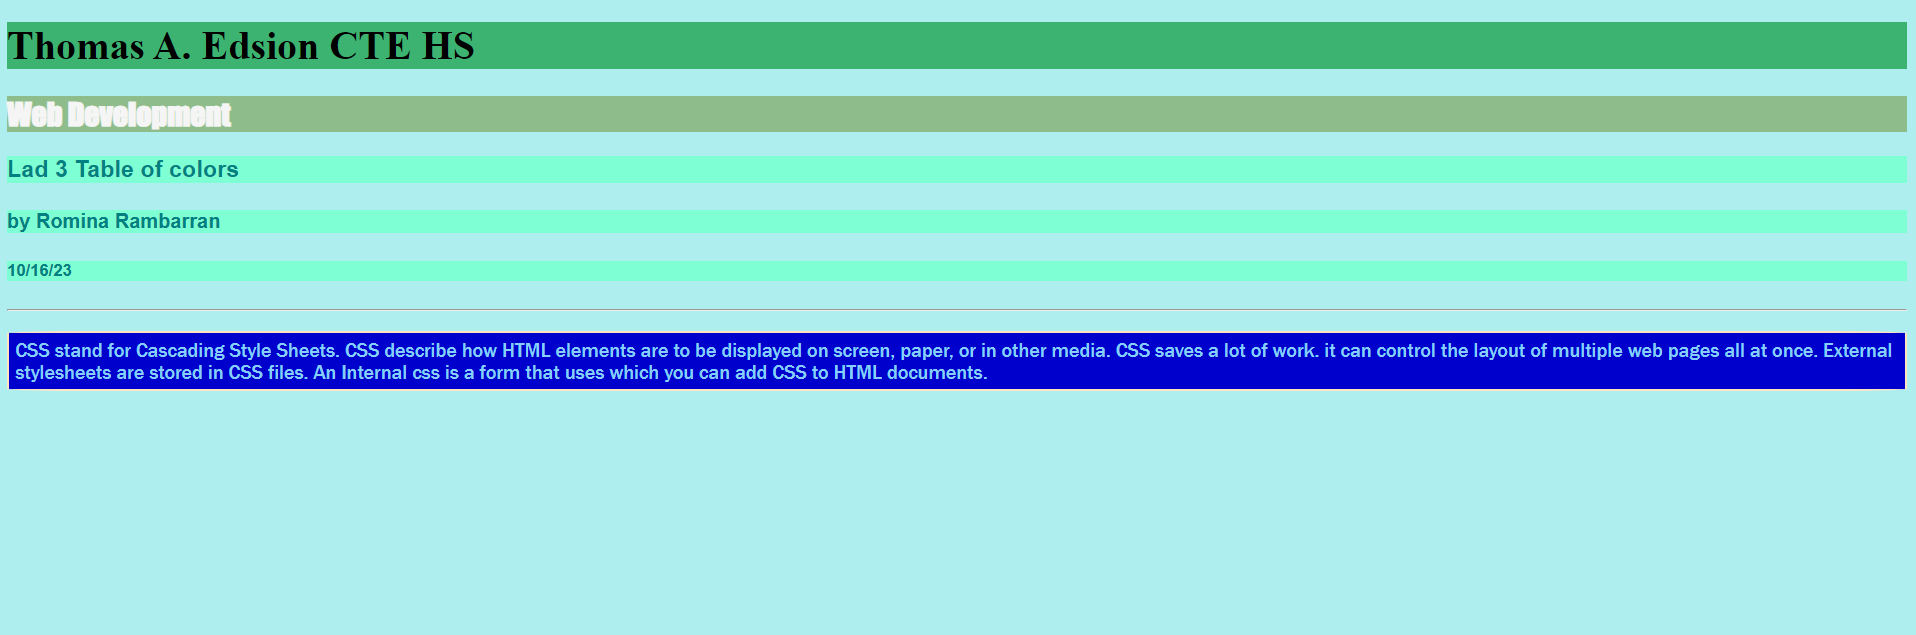 Thomas A. Edsion CTE HS
Web Development
Lad 3 Table of colors
by Romina Rambarran
10/16/23
CSS stand for Cascading Style Sheets. CSS describe how HTML elements are to be displayed on screen, paper, or in other media. CSS saves a lot of work. it can control the layout of multiple web pages all at once. External
stylesheets are stored in CSS files. An Internal css is a form that uses which you can add CSS to HTML documents.